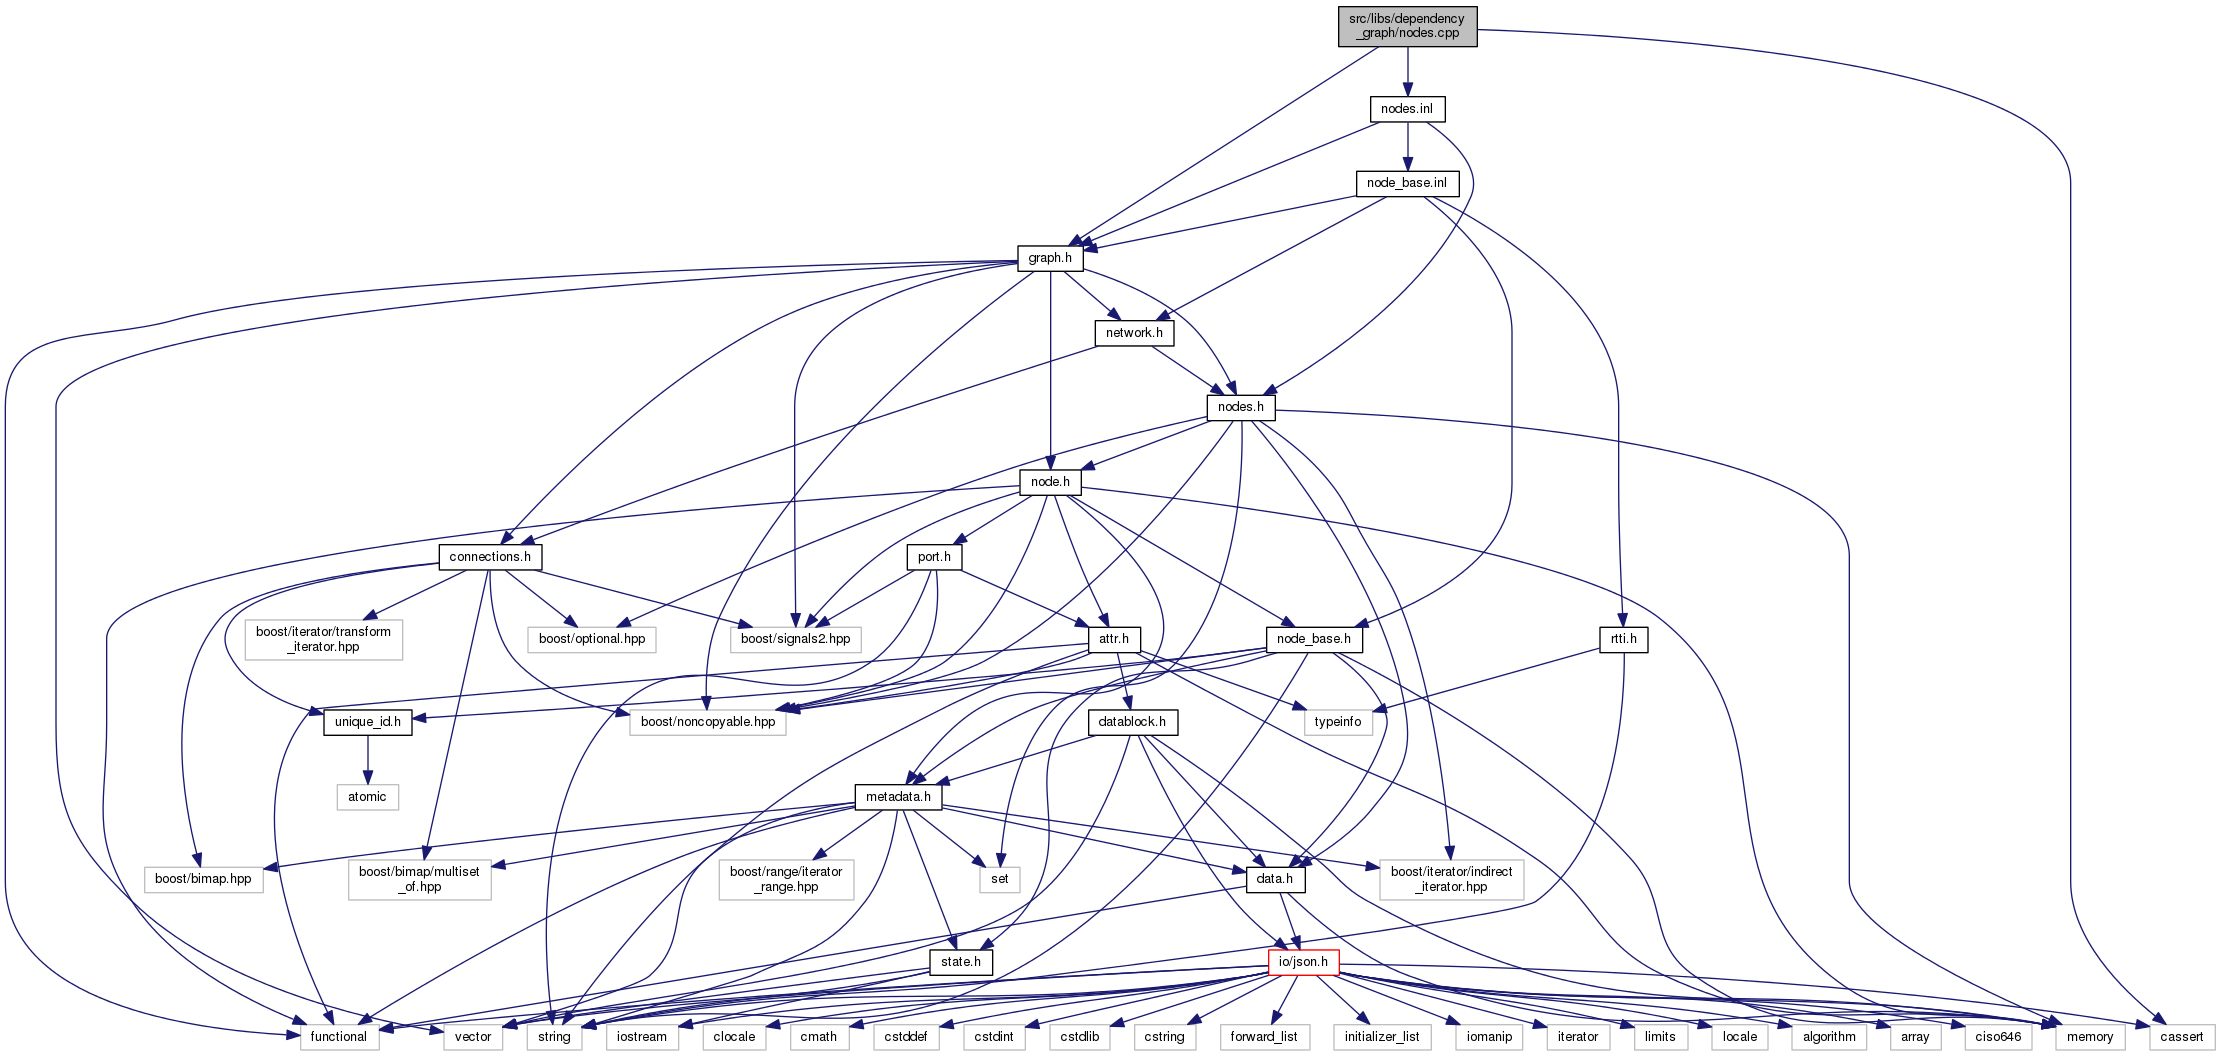 src/libs/dependency
_graph/nodes.cpp
nodes.inl
node_base.inl
graph.h
network.h
nodes.h
node.h
connections.h
port.h
boost/iterator/transform
_iterator.hpp
boost/optional.hpp
boost/signals2.hpp
attr.h
node_base.h
rtti.h
unique_id.h
boost/noncopyable.hpp
datablock.h
typeinfo
atomic
metadata.h
boost/bimap.hpp
boost/bimap/multiset
_of.hpp
boost/range/iterator
_range.hpp
set
data.h
boost/iterator/indirect
_iterator.hpp
state.h
io/json.h
functional
vector
string
iostream
clocale
cmath
cstddef
cstdint
cstdlib
cstring
forward_list
initializer_list
iomanip
iterator
limits
locale
algorithm
array
ciso646
memory
cassert